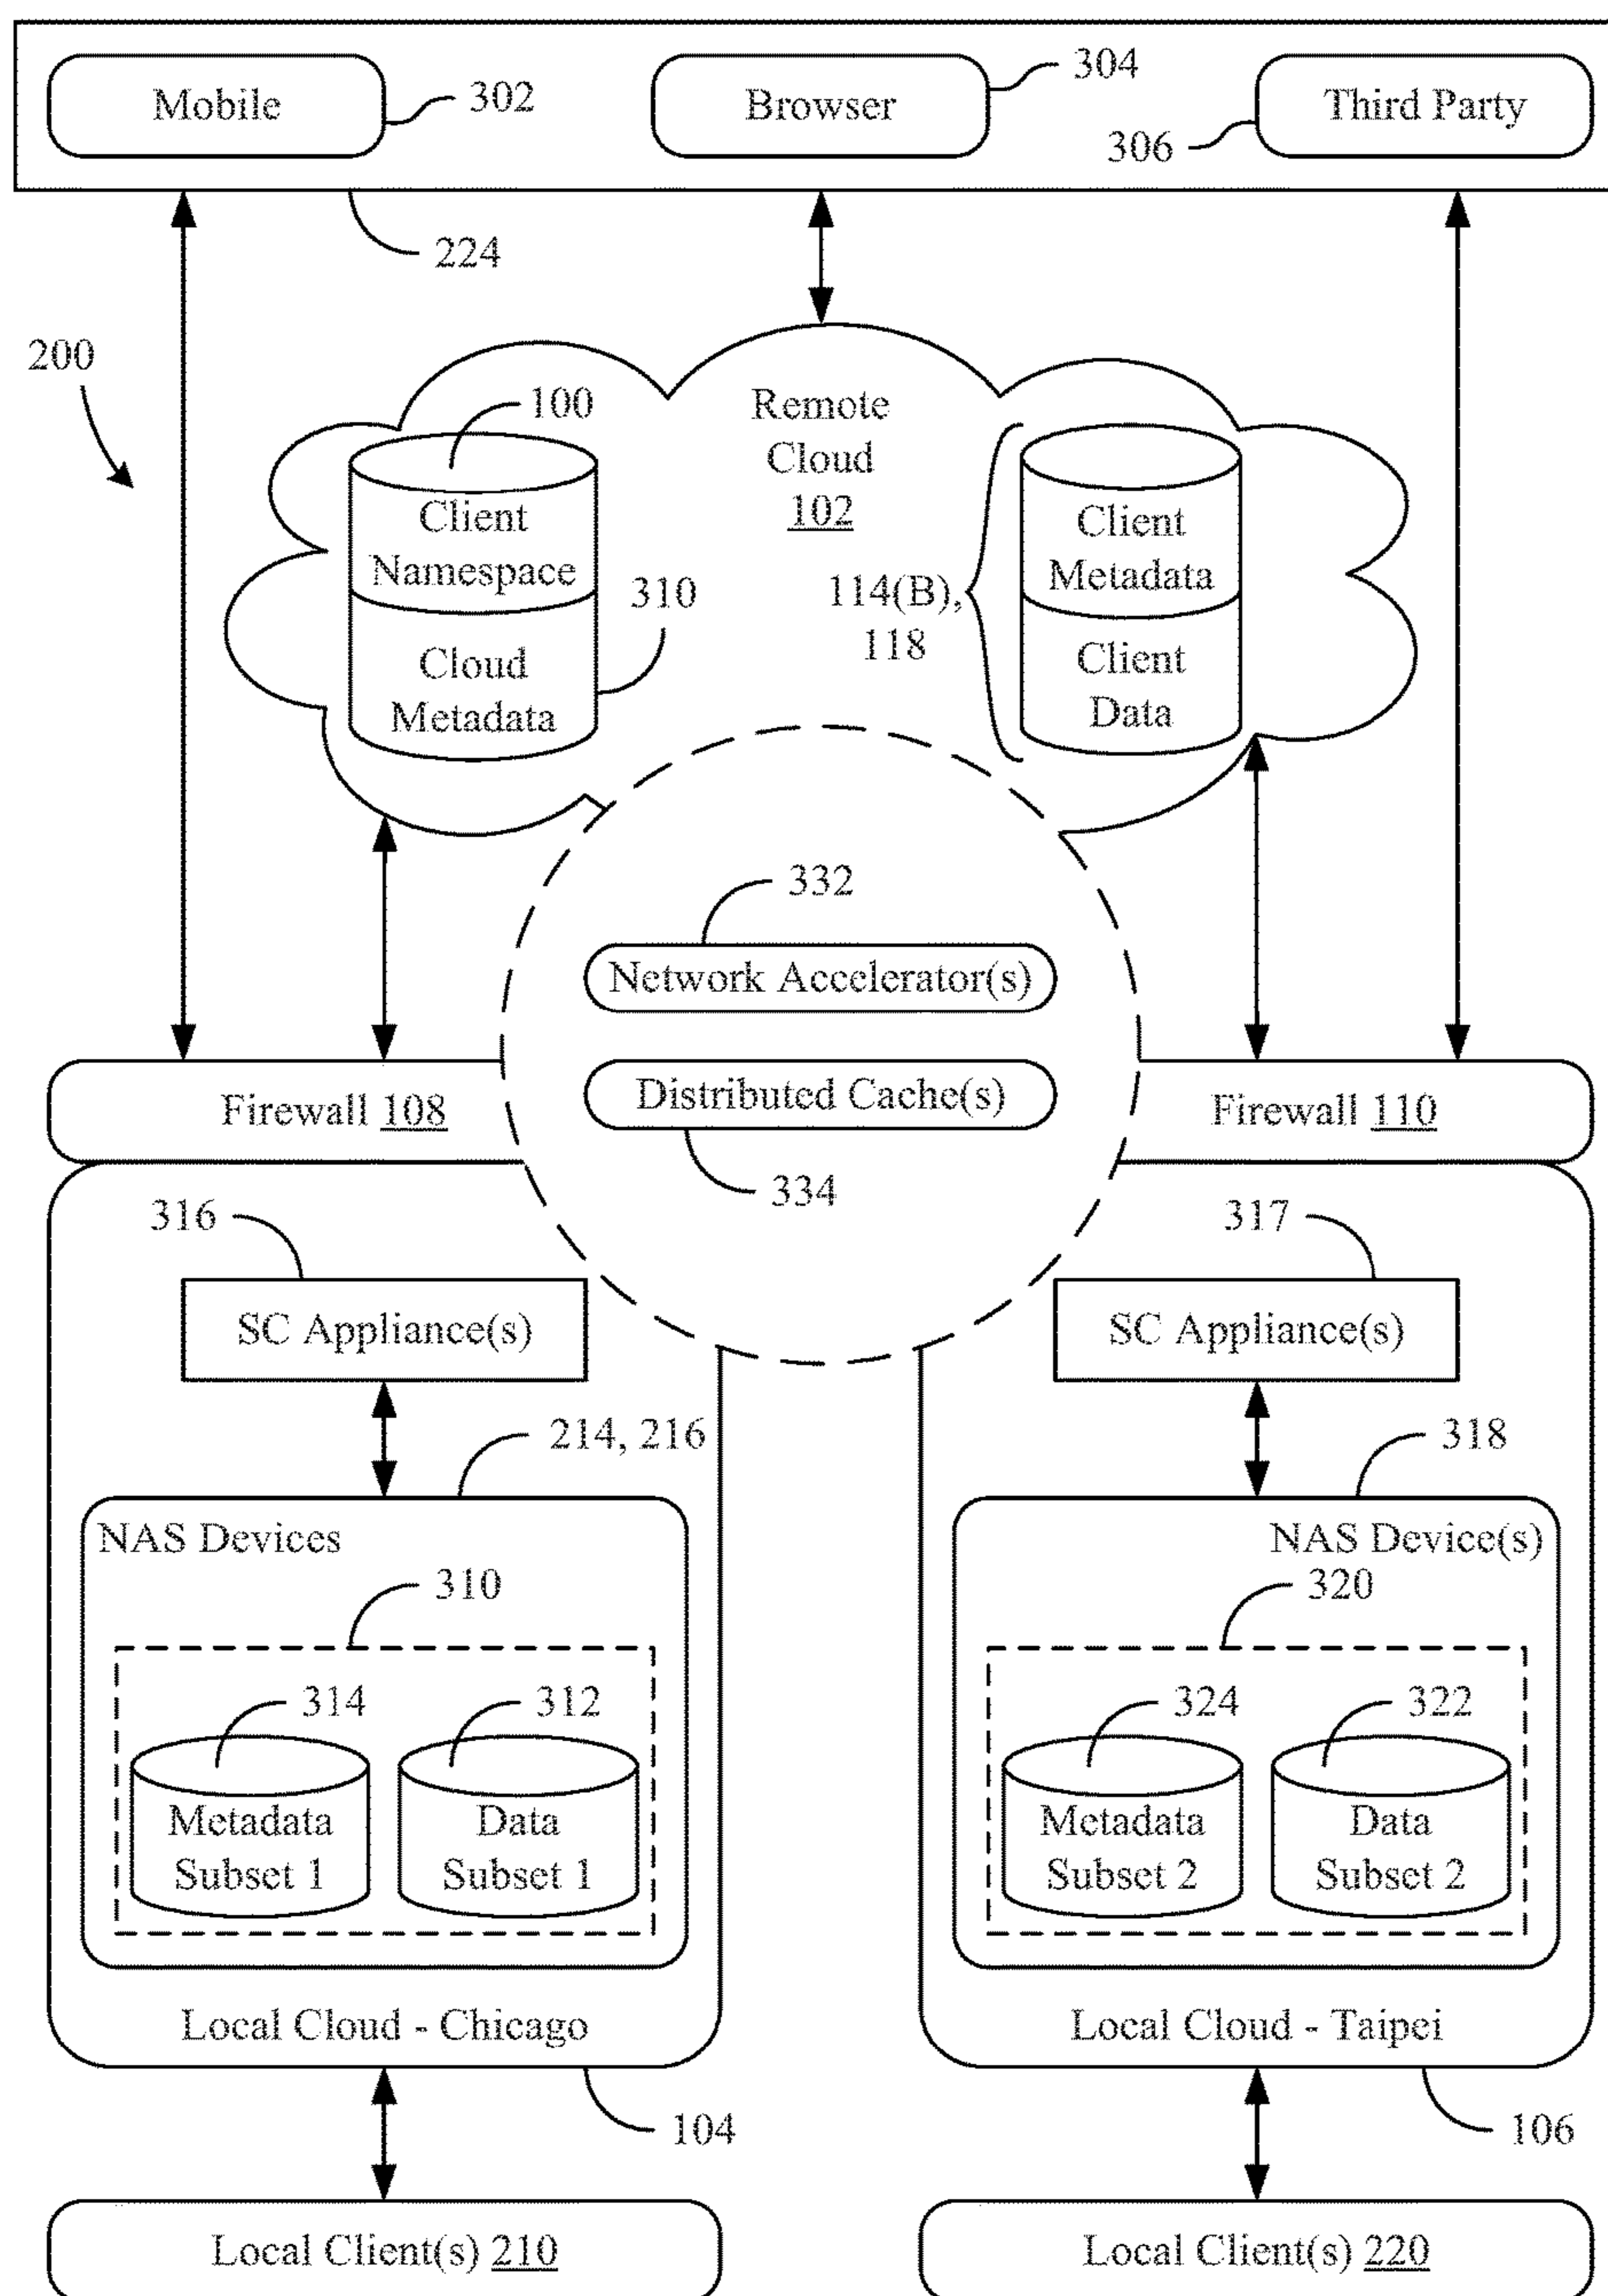 Mobile
302
Browser
304
Third Party
306
224
200
100
Remote
Cloud
102
Client
Namespace
310
Cloud
Metadata
114(B),
118
Client
Metadata
Client
Data
332
Network Accelerator(s)
Distributed Cache(s)
334
Firewall 108
Firewall 110
316
317
SC Appliance(s)
SC Appliance(s)
214, 216
318
NAS Devices
310
314
312
Metadata
Subset 1
Data
Subset 1
NAS Device(s)
320
324
322
Metadata
Subset 2
Data
Subset 2
Local Cloud - Chicago
Local Cloud - Taipei
104
106
Local Client(s) 210
Local Client(s) 220